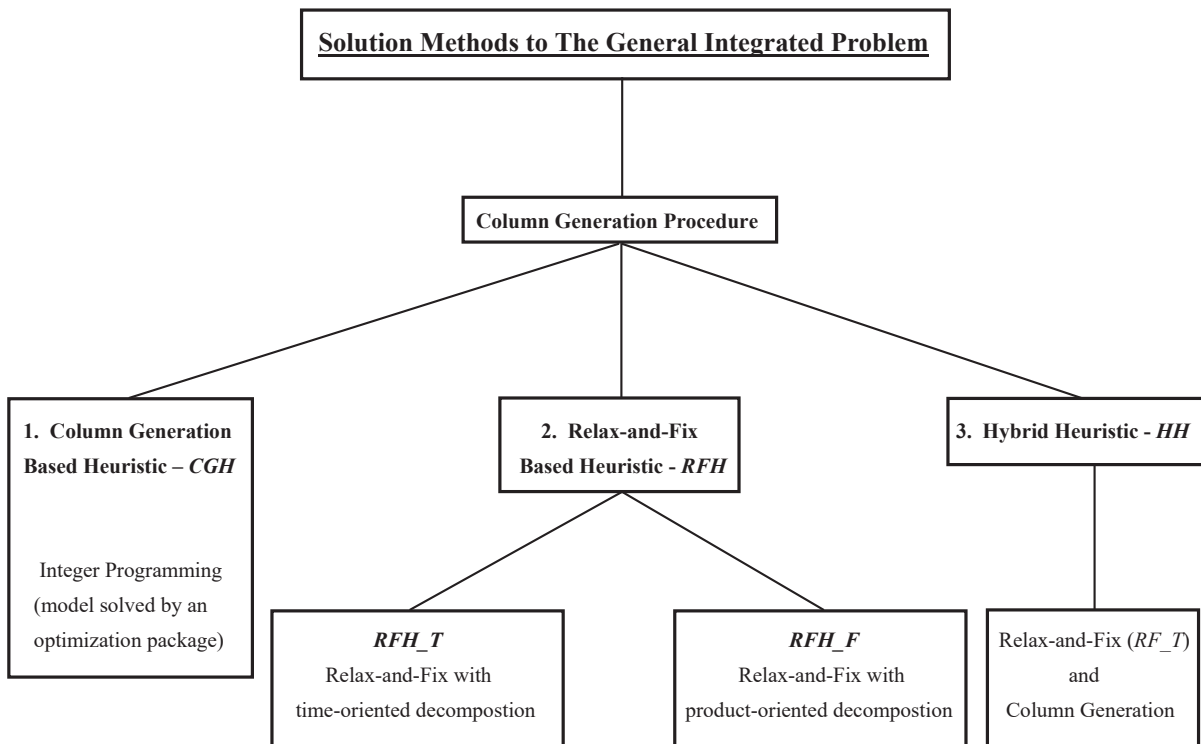 Solution Methods to The General Integrated Problem
Column Generation Procedure
1. Column Generation
Based Heuristic – CGH
Integer Programming
(model solved by an
optimization package)
2. Relax-and-Fix
Based Heuristic - RFH
RFH_T
Relax-and-Fix with
time-oriented decompostion
RFH_F
Relax-and-Fix with
product-oriented decompostion
3. Hybrid Heuristic - HH
Relax-and-Fix (RF_T)
and
Column Generation